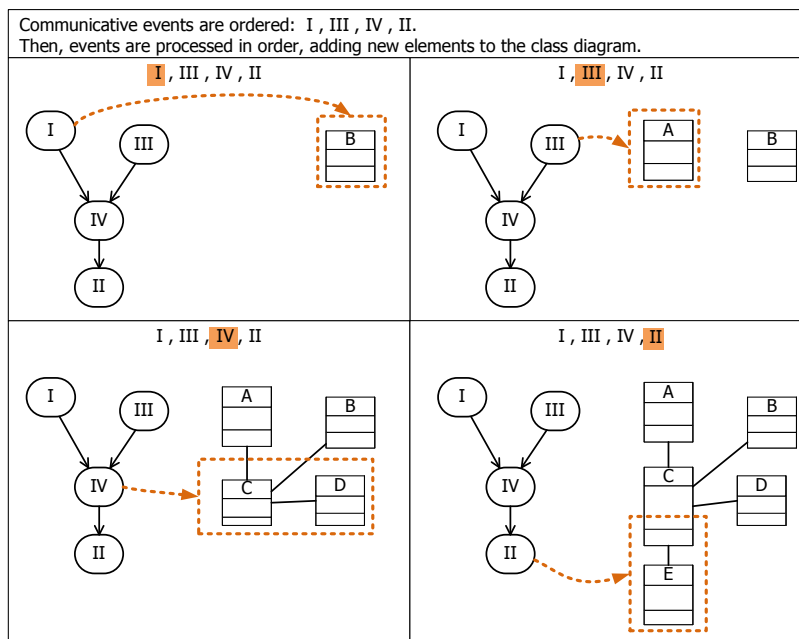 Communicative events are ordered: I , III , IV , II.
Then, events are processed in order, adding new elements to the class diagram.
I , III , IV , II
I
III
B
IV
II
I , III , IV , II
I
III
A
B
IV
II
I , III , IV , II
I
III
A
B
IV
C
D
II
I , III , IV , II
I
III
A
B
IV
C
D
II
E